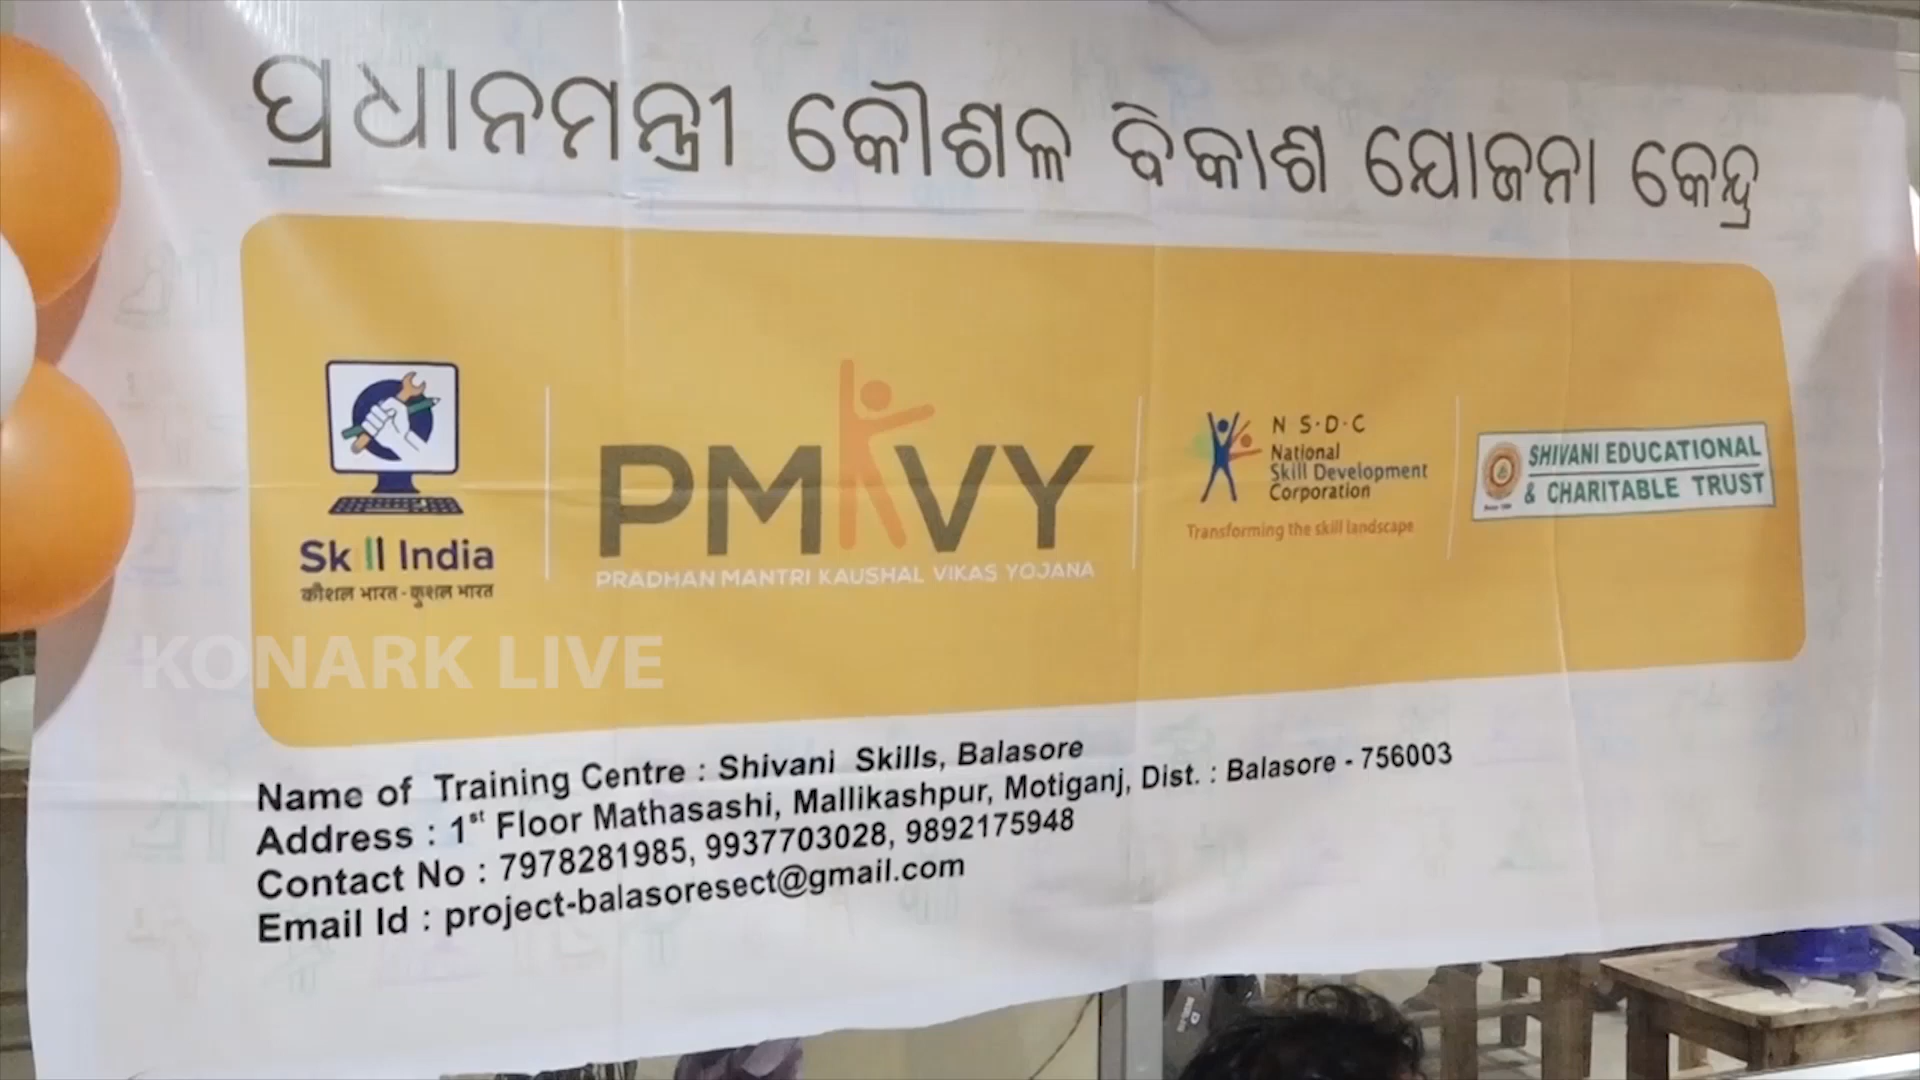 ପ୍ରଧାନମନ୍ତ୍ରୀ କୌଶଳ ବିକାଶ ଯୋଜନା କେନ୍ଦ୍ର
Skill India
कौशल भारत - कुशल भारत
PMKVY
PRADHAN MANTRI KAUSHAL VIKAS YOJANA
N S·D·C
National
Skill Development
Corporation
Transforming the skill landscape
SHIVANI EDUCATIONAL
& CHARITABLE TRUST
KONARK LIVE
Name of Training Centre : Shivani Skills, Balasore
Address : 1st Floor Mathasashi, Mallikashpur, Motiganj, Dist. : Balasore - 756003
Contact No : 7978281985, 9937703028, 9892175948
Email Id : project-balasoresect@gmail.com